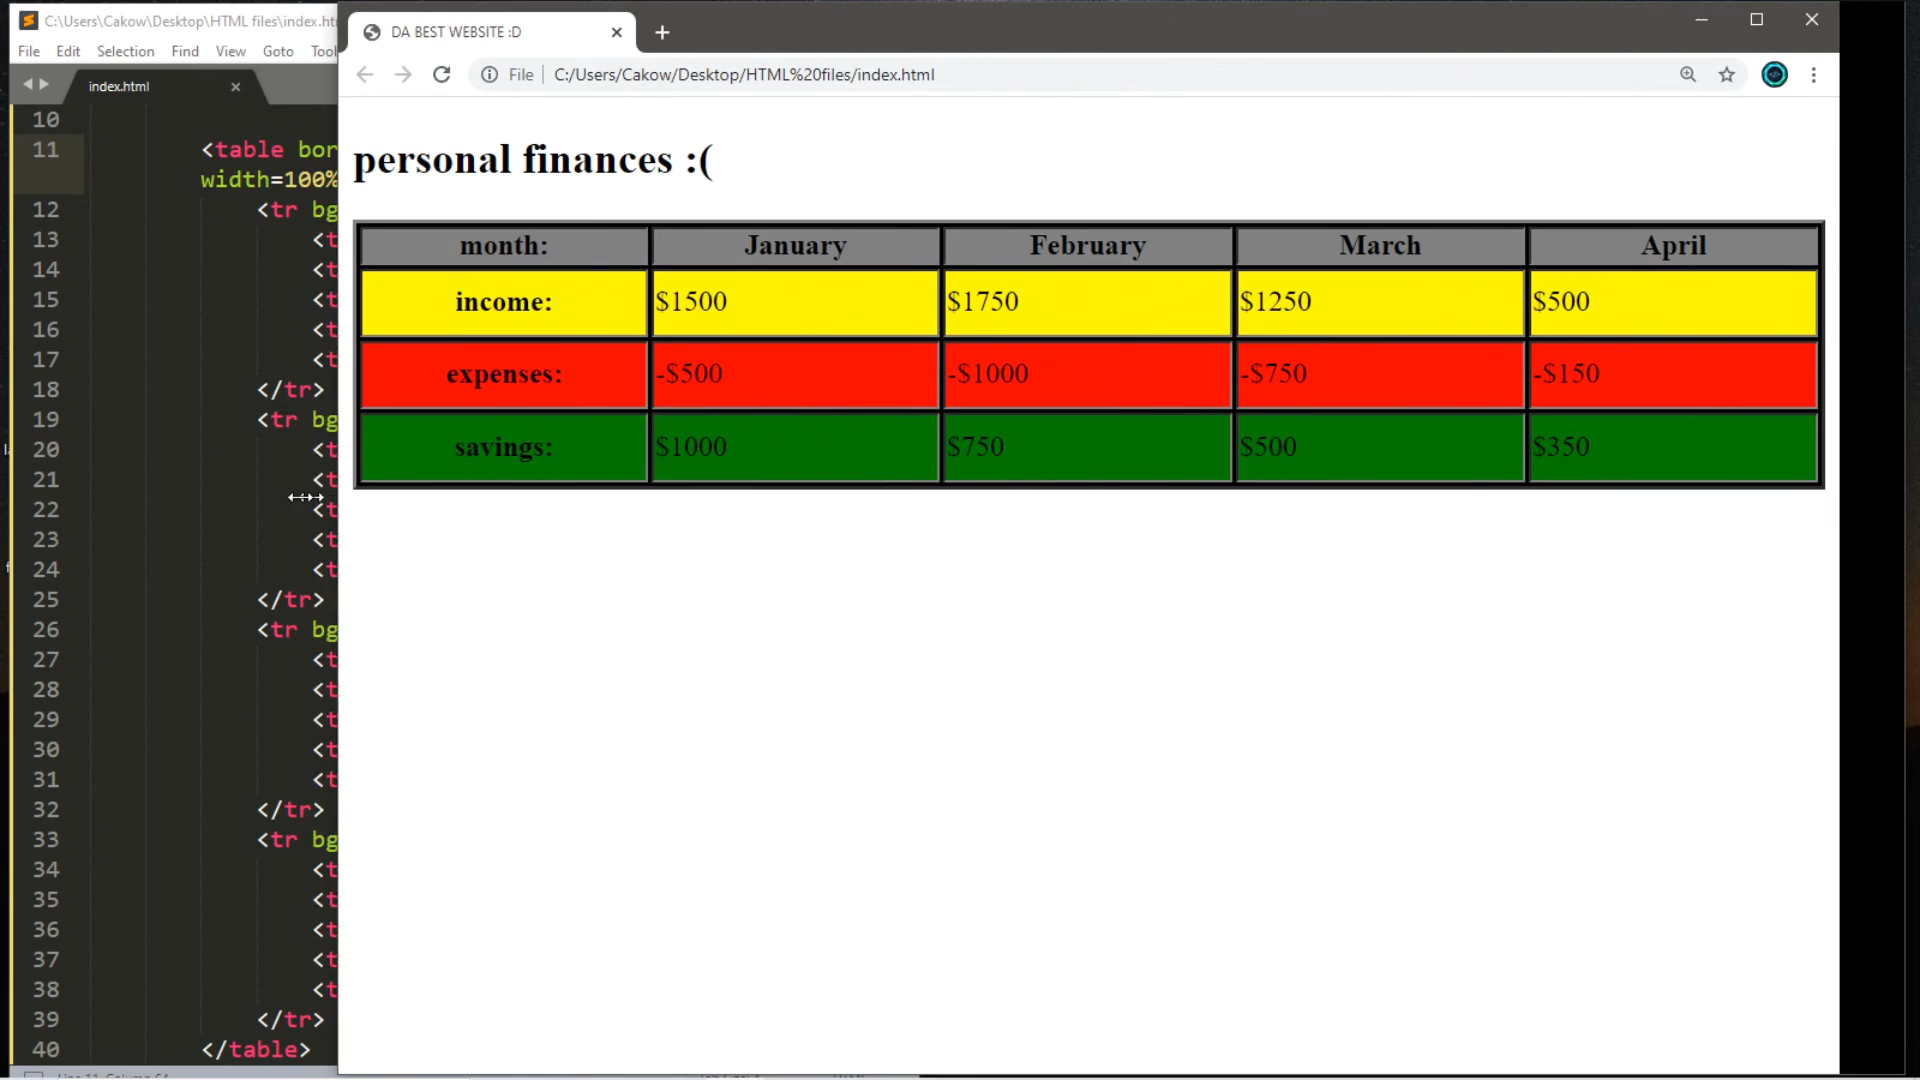 C:\Users\Cakow\Desktop\HTML files\index.ht
File Edit Selection Find View Goto Tool
index.html
10
11 <table bor
width=100%
12 <tr bg
13 <t
14 <t
15 <t
16 <t
17 <t
18 </tr>
19 <tr bg
20 <t
21 <t
22 <t
23 <t
24 <t
25 </tr>
26 <tr bg
27 <t
28 <t
29 <t
30 <t
31 <t
32 </tr>
33 <tr bg
34 <t
35 <t
36 <t
37 <t
38 <t
39 </tr>
40 </table>
DA BEST WEBSITE :D
File C:/Users/Cakow/Desktop/HTML%20files/index.html
personal finances :(
month: January February March April
income: $1500 $1750 $1250 $500
expenses: -$500 -$1000 -$750 -$150
savings: $1000 $750 $500 $350